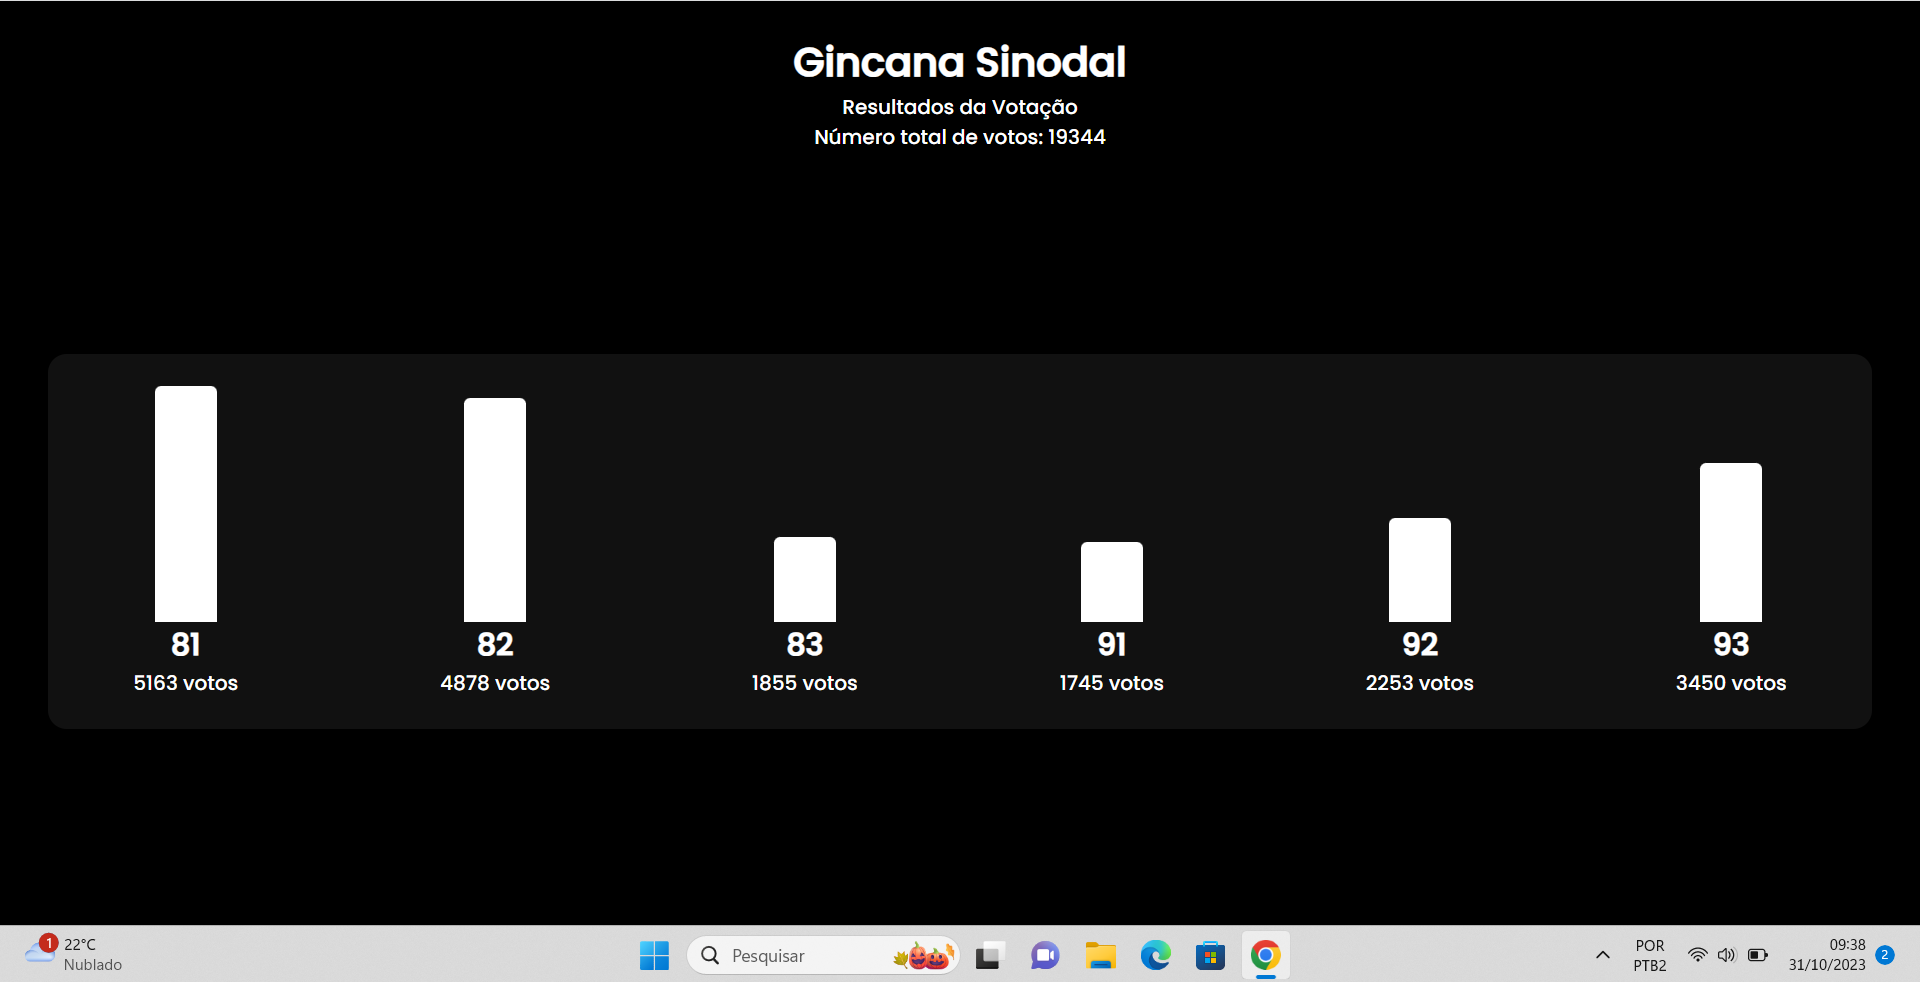 Gincana Sinodal
Resultados da Votação
Número total de votos: 19344
81
5163 votos
82
4878 votos
83
1855 votos
91
1745 votos
92
2253 votos
93
3450 votos
1
22°C
Nublado
Pesquisar
POR
PTB2
09:38
31/10/2023
2